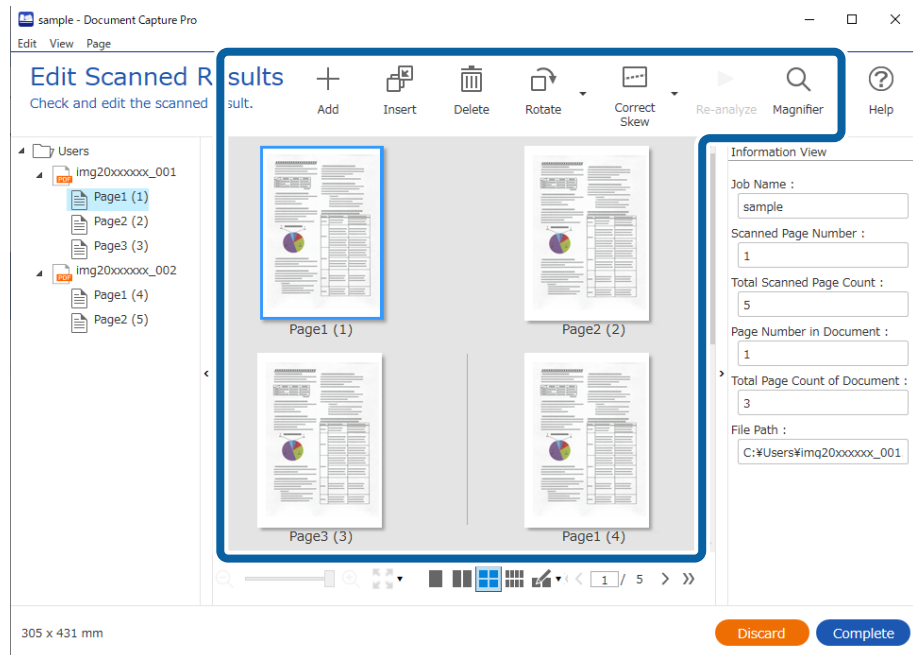 sample - Document Capture Pro
Edit View Page
Edit Scanned R sults
Check and edit the scanned sult.
Add
Insert
Delete
Rotate
Correct
Skew
Re-analyze
Magnifier
Help
Users
PDF img20xxxxxx_001
Page1 (1)
Page2 (2)
Page3 (3)
PDF img20xxxxxx_002
Page1 (4)
Page2 (5)
Page1 (1)
Page2 (2)
Page3 (3)
Page1 (4)
Information View
Job Name :
sample
Scanned Page Number :
1
Total Scanned Page Count :
5
Page Number in Document :
1
Total Page Count of Document :
3
File Path :
C:¥Users¥img20xxxxxx_001
1 / 5
305 x 431 mm
Discard
Complete